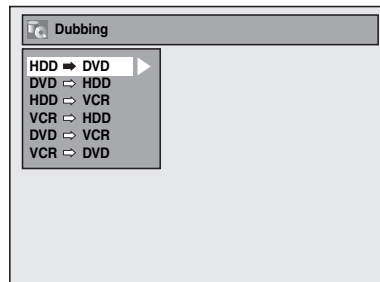 Dubbing
HDD ➡ DVD
DVD ⇨ HDD
HDD ⇨ VCR
VCR ⇨ HDD
DVD ⇨ VCR
VCR ⇨ DVD